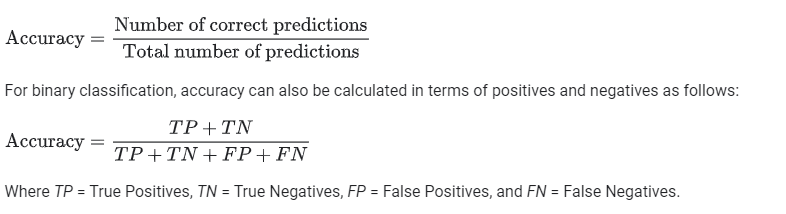 Accuracy = Number of correct predictions / Total number of predictions
For binary classification, accuracy can also be calculated in terms of positives and negatives as follows:
Accuracy = TP + TN / TP + TN + FP + FN
Where TP = True Positives, TN = True Negatives, FP = False Positives, and FN = False Negatives.